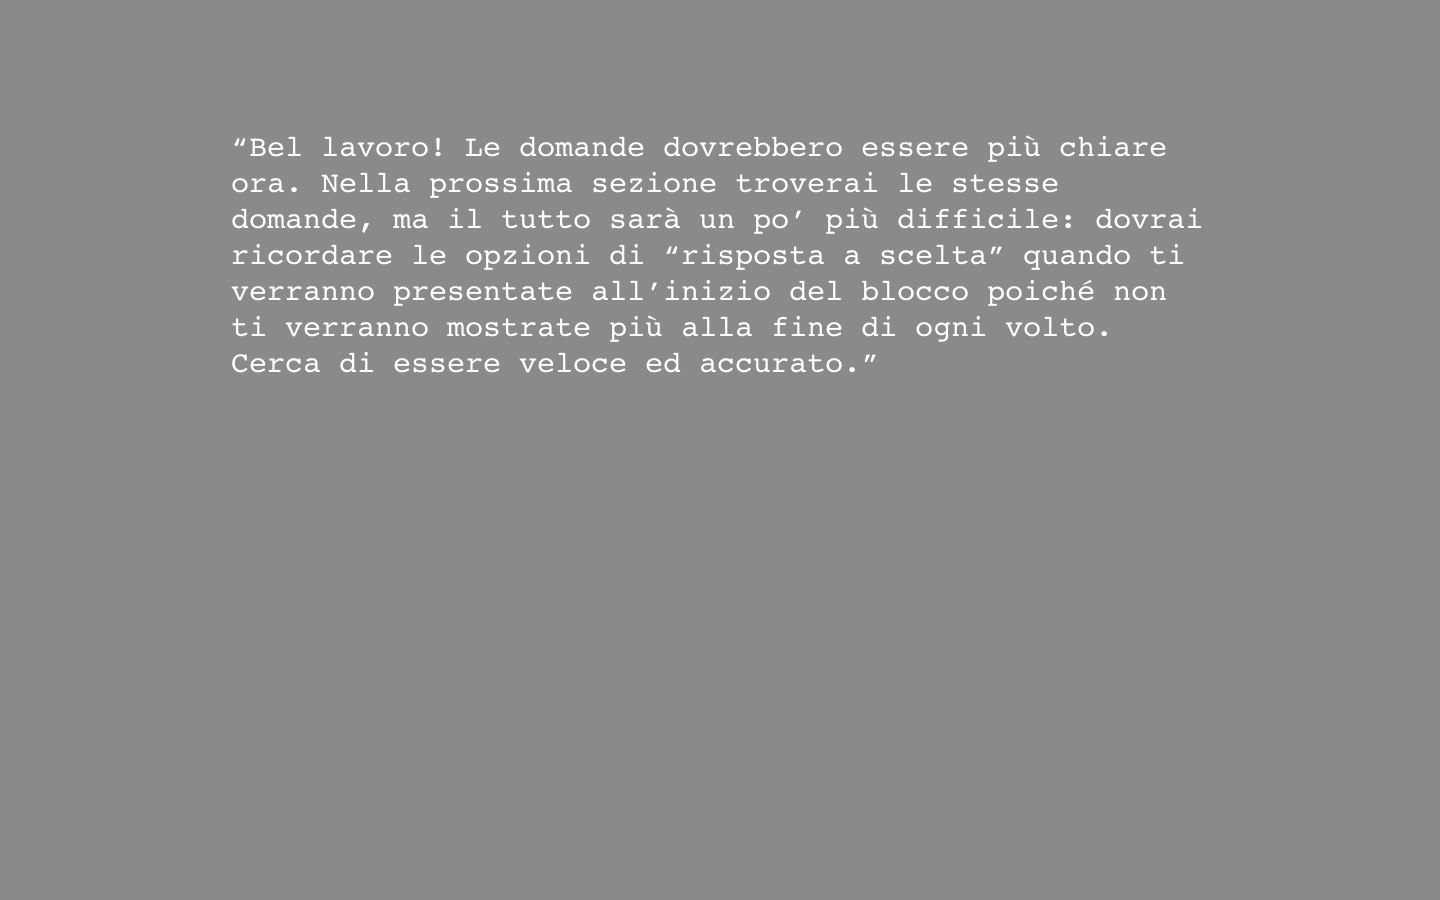 “Bel lavoro! Le domande dovrebbero essere più chiare
ora. Nella prossima sezione troverai le stesse
domande, ma il tutto sarà un po’ più difficile: dovrai
ricordare le opzioni di “risposta a scelta” quando ti
verranno presentate all’inizio del blocco poiché non
ti verranno mostrate più alla fine di ogni volto.
Cerca di essere veloce ed accurato.”